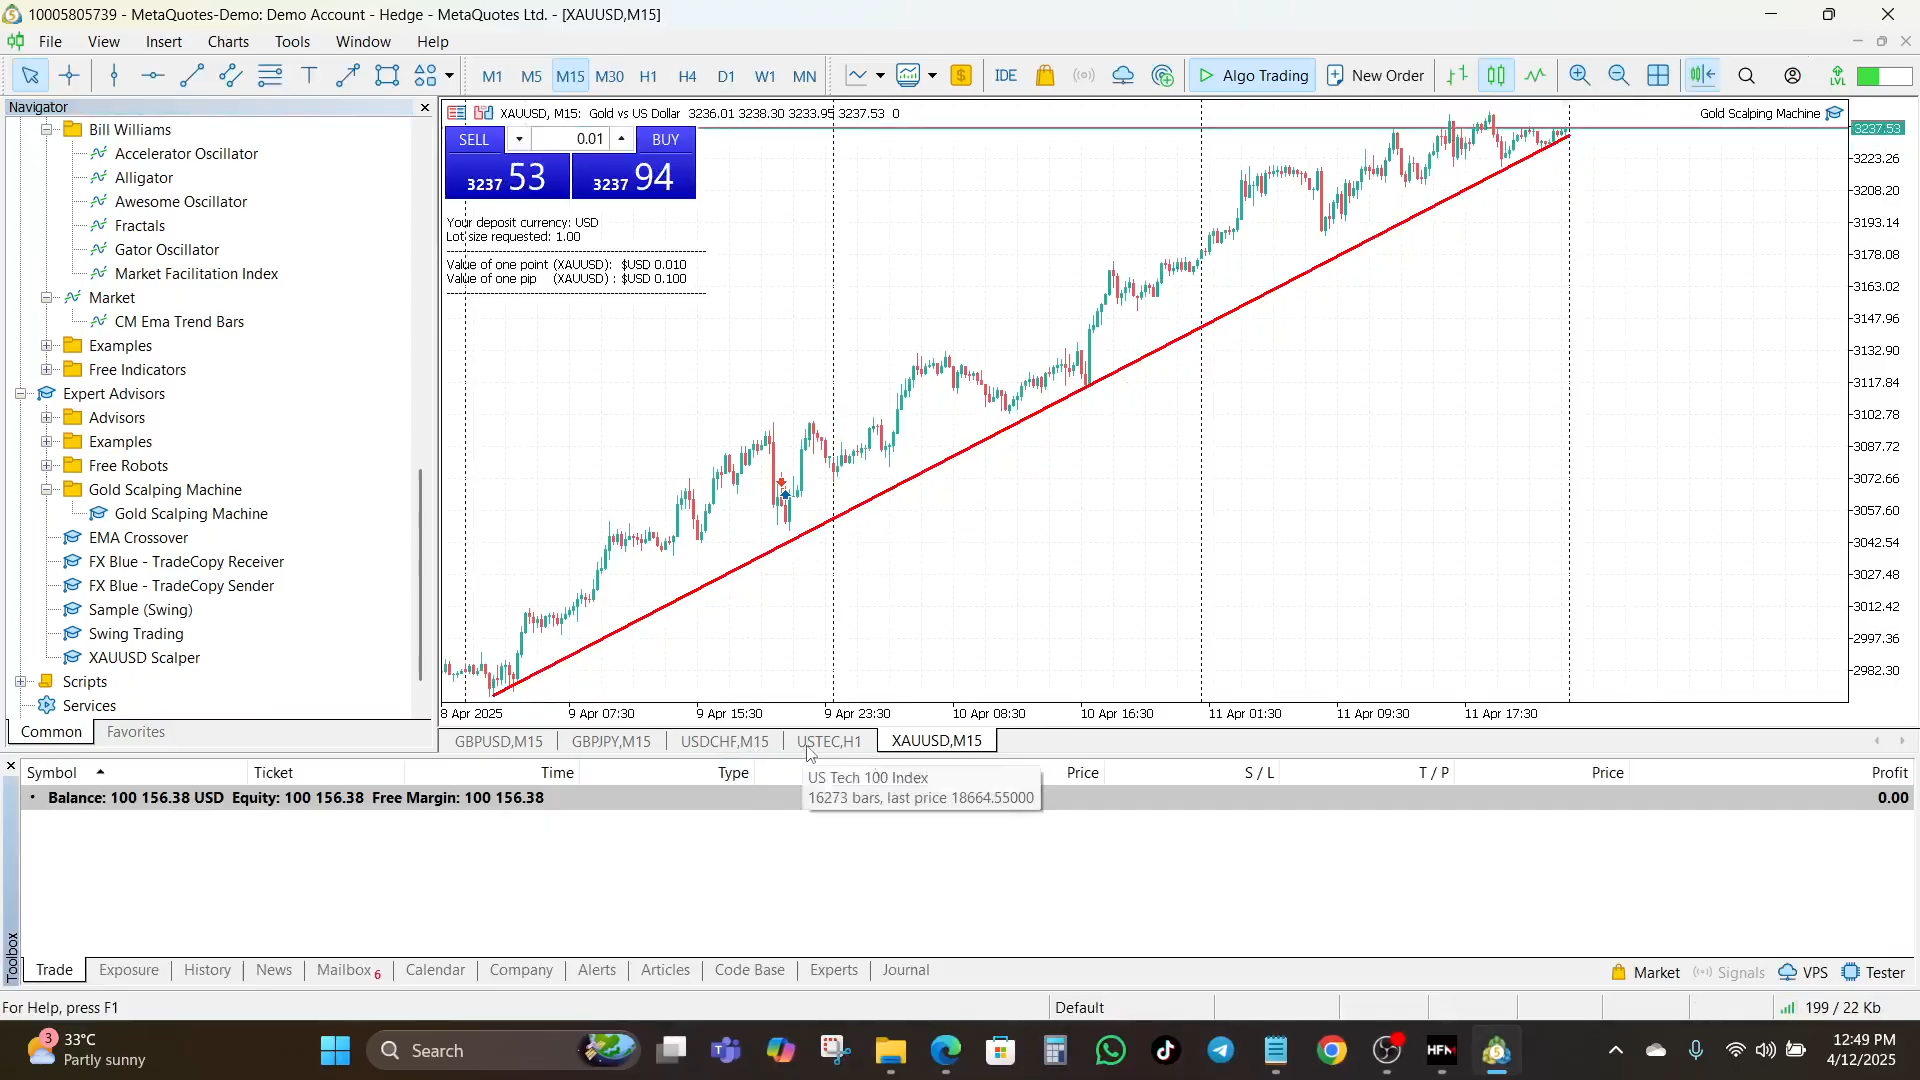 10005805739 - MetaQuotes-Demo: Demo Account - Hedge - MetaQuotes Ltd. - [XAUUSD,M15]
File View Insert Charts Tools Window Help
M1 M5 M15 M30 H1 H4 D1 W1 MN IDE Algo Trading New Order LVL
Navigator
Bill Williams
Accelerator Oscillator
Alligator
Awesome Oscillator
Fractals
Gator Oscillator
Market Facilitation Index
Market
CM Ema Trend Bars
Examples
Free Indicators
Expert Advisors
Advisors
Examples
Free Robots
Gold Scalping Machine
Gold Scalping Machine
EMA Crossover
FX Blue - TradeCopy Receiver
FX Blue - TradeCopy Sender
Sample (Swing)
Swing Trading
XAUUSD Scalper
Scripts
Services
Common Favorites
XAUUSD, M15: Gold vs US Dollar 3236.01 3238.30 3233.95 3237.53 0
Gold Scalping Machine
SELL 0.01 BUY
3237 53 3237 94
Your deposit currency: USD
Lot size requested: 1.00
Value of one point (XAUUSD): $USD 0.010
Value of one pip (XAUUSD) : $USD 0.100
3237.53
3223.26
3208.20
3193.14
3178.08
3163.02
3147.96
3132.90
3117.84
3102.78
3087.72
3072.66
3057.60
3042.54
3027.48
3012.42
2997.36
2982.30
8 Apr 2025 9 Apr 07:30 9 Apr 15:30 9 Apr 23:30 10 Apr 08:30 10 Apr 16:30 11 Apr 01:30 11 Apr 09:30 11 Apr 17:30
GBPUSD,M15 GBPJPY,M15 USDCHF,M15 USTEC,H1 XAUUSD,M15
Symbol Ticket Time Type Price S / L T / P Price Profit
US Tech 100 Index
16273 bars, last price 18664.55000
Balance: 100 156.38 USD Equity: 100 156.38 Free Margin: 100 156.38 0.00
Toolbox
Trade Exposure History News Mailbox 6 Calendar Company Alerts Articles Code Base Experts Journal Market Signals VPS Tester
For Help, press F1 Default 199 / 22 Kb
3 33°C
Partly sunny
Search
HFM
12:49 PM
4/12/2025